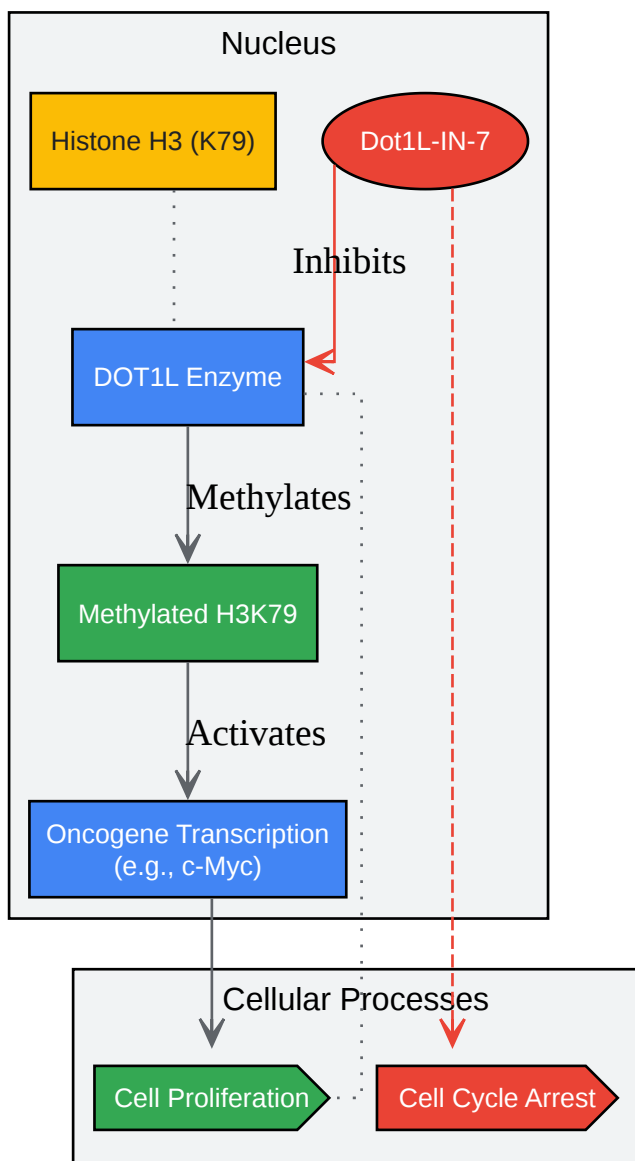 Nucleus
Histone H3 (K79)
Dot1L-IN-7
Inhibits
DOT1L Enzyme
Methylates
Methylated H3K79
Activates
Oncogene Transcription
(e.g., c-Myc)
Cellular Processes
Cell Proliferation
Cell Cycle Arrest